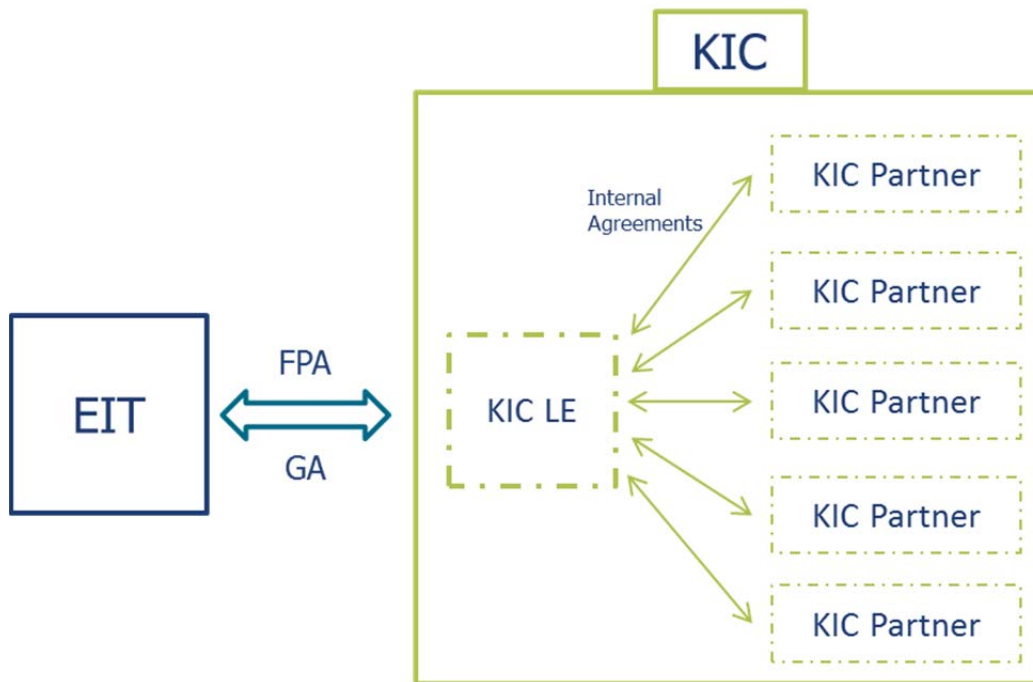 KIC
KIC Partner
Internal
Agreements
KIC Partner
EIT
FPA
GA
KIC LE
KIC Partner
KIC Partner
KIC Partner